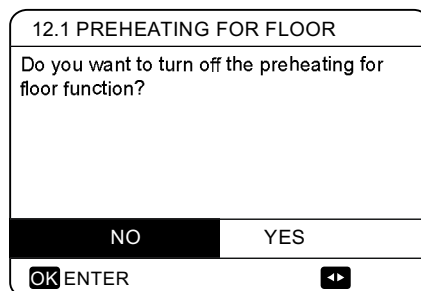 12.1 PREHEATING FOR FLOOR
Do you want to turn off the preheating for
floor function?
NO YES
OK ENTER